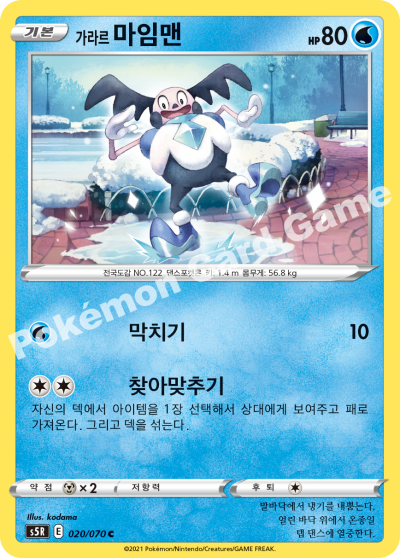 기본 가라르 마임맨 HP 80
전국도감 NO.122 댄스포켓몬 키: 1.4 m 몸무게: 56.8 kg
Pokémon Card Game
막치기 10
찾아맞추기
자신의 덱에서 아이템을 1장 선택해서 상대에게 보여주고 패로
가져온다. 그리고 덱을 섞는다.
약점 ×2 저항력 후퇴
Illus. kodama
s5R E 020/070 C
발바닥에서 냉기를 내뿜는다.
얼린 바닥 위에서 온종일
탭 댄스에 열중한다.
©2021 Pokémon/Nintendo/Creatures/GAME FREAK.